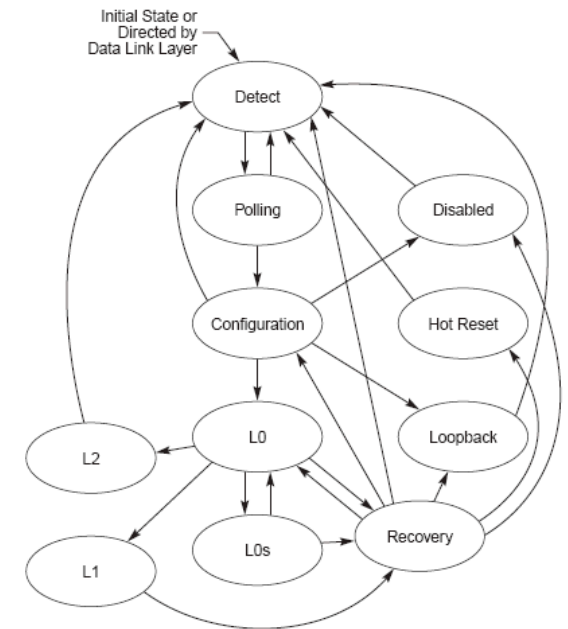 Initial State or
Directed by
Data Link Layer
Detect
Polling
Disabled
Configuration
Hot Reset
L0
Loopback
L2
L0s
Recovery
L1